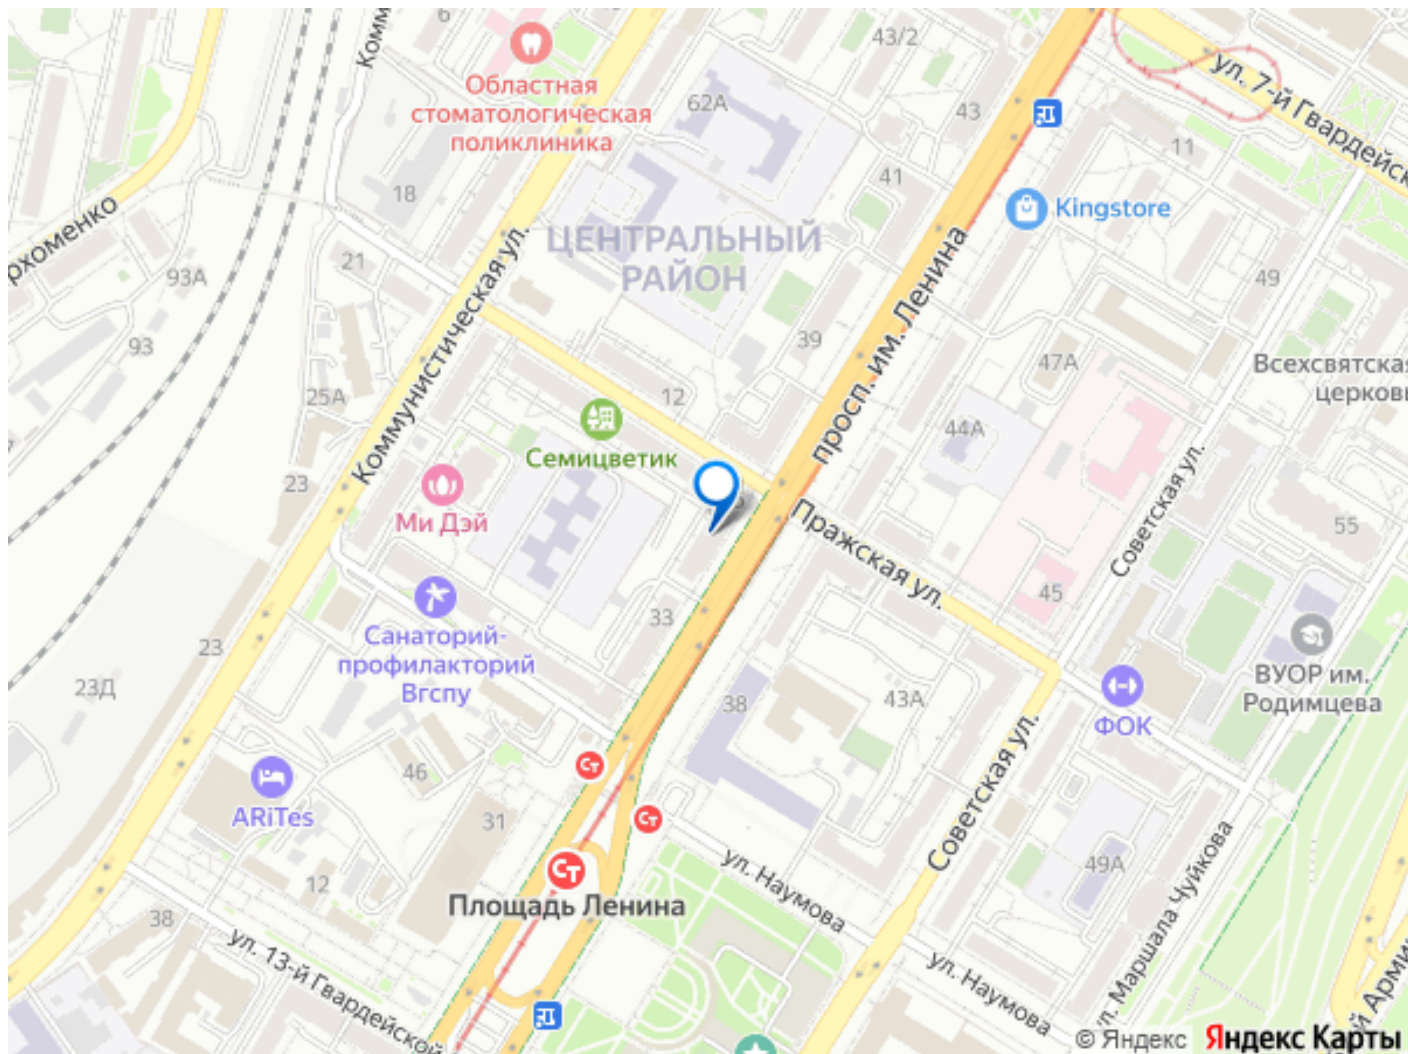 6
Комм
43/2
ул. 7-й Гвардейск
Областная
стоматологическая
поликлиника
62А
43
11
18
41
Kingstore
рхоменко
ЦЕНТРАЛЬНЫЙ
РАЙОН
21
93А
49
просп. им. Ленина
Коммунистическая ул.
93
39
47А
Всехсвятская
церковь
25А
12
44А
Семицветик
23
Ми Дэй
Пражская ул.
Советская ул.
55
45
33
Санаторий-
профилакторий
Вгспу
23
23Д
38
43А
ФОК
ВУОР им.
Родимцева
Советская ул.
Ст
46
ARiTes
31
Ст
ул. Наумова
49А
Ст
Площадь Ленина
12
38
ул. 13-й Гвардейской
ул. Наумова
ул. Маршала Чуйкова
й Арми
© Яндекс Яндекс Карты